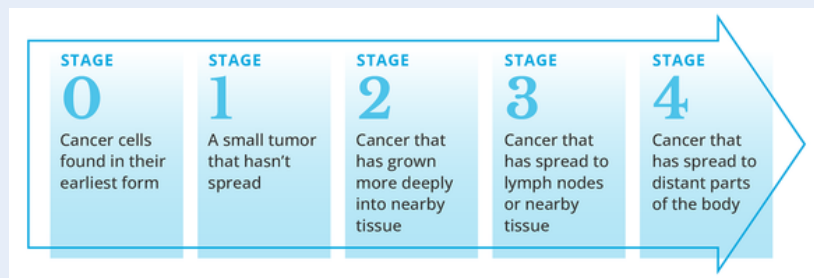 STAGE
0
Cancer cells
found in their
earliest form
STAGE
1
A small tumor
that hasn't
spread
STAGE
2
Cancer that
has grown
more deeply
into nearby
tissue
STAGE
3
Cancer that
has spread to
lymph nodes
or nearby
tissue
STAGE
4
Cancer that
has spread to
distant parts
of the body